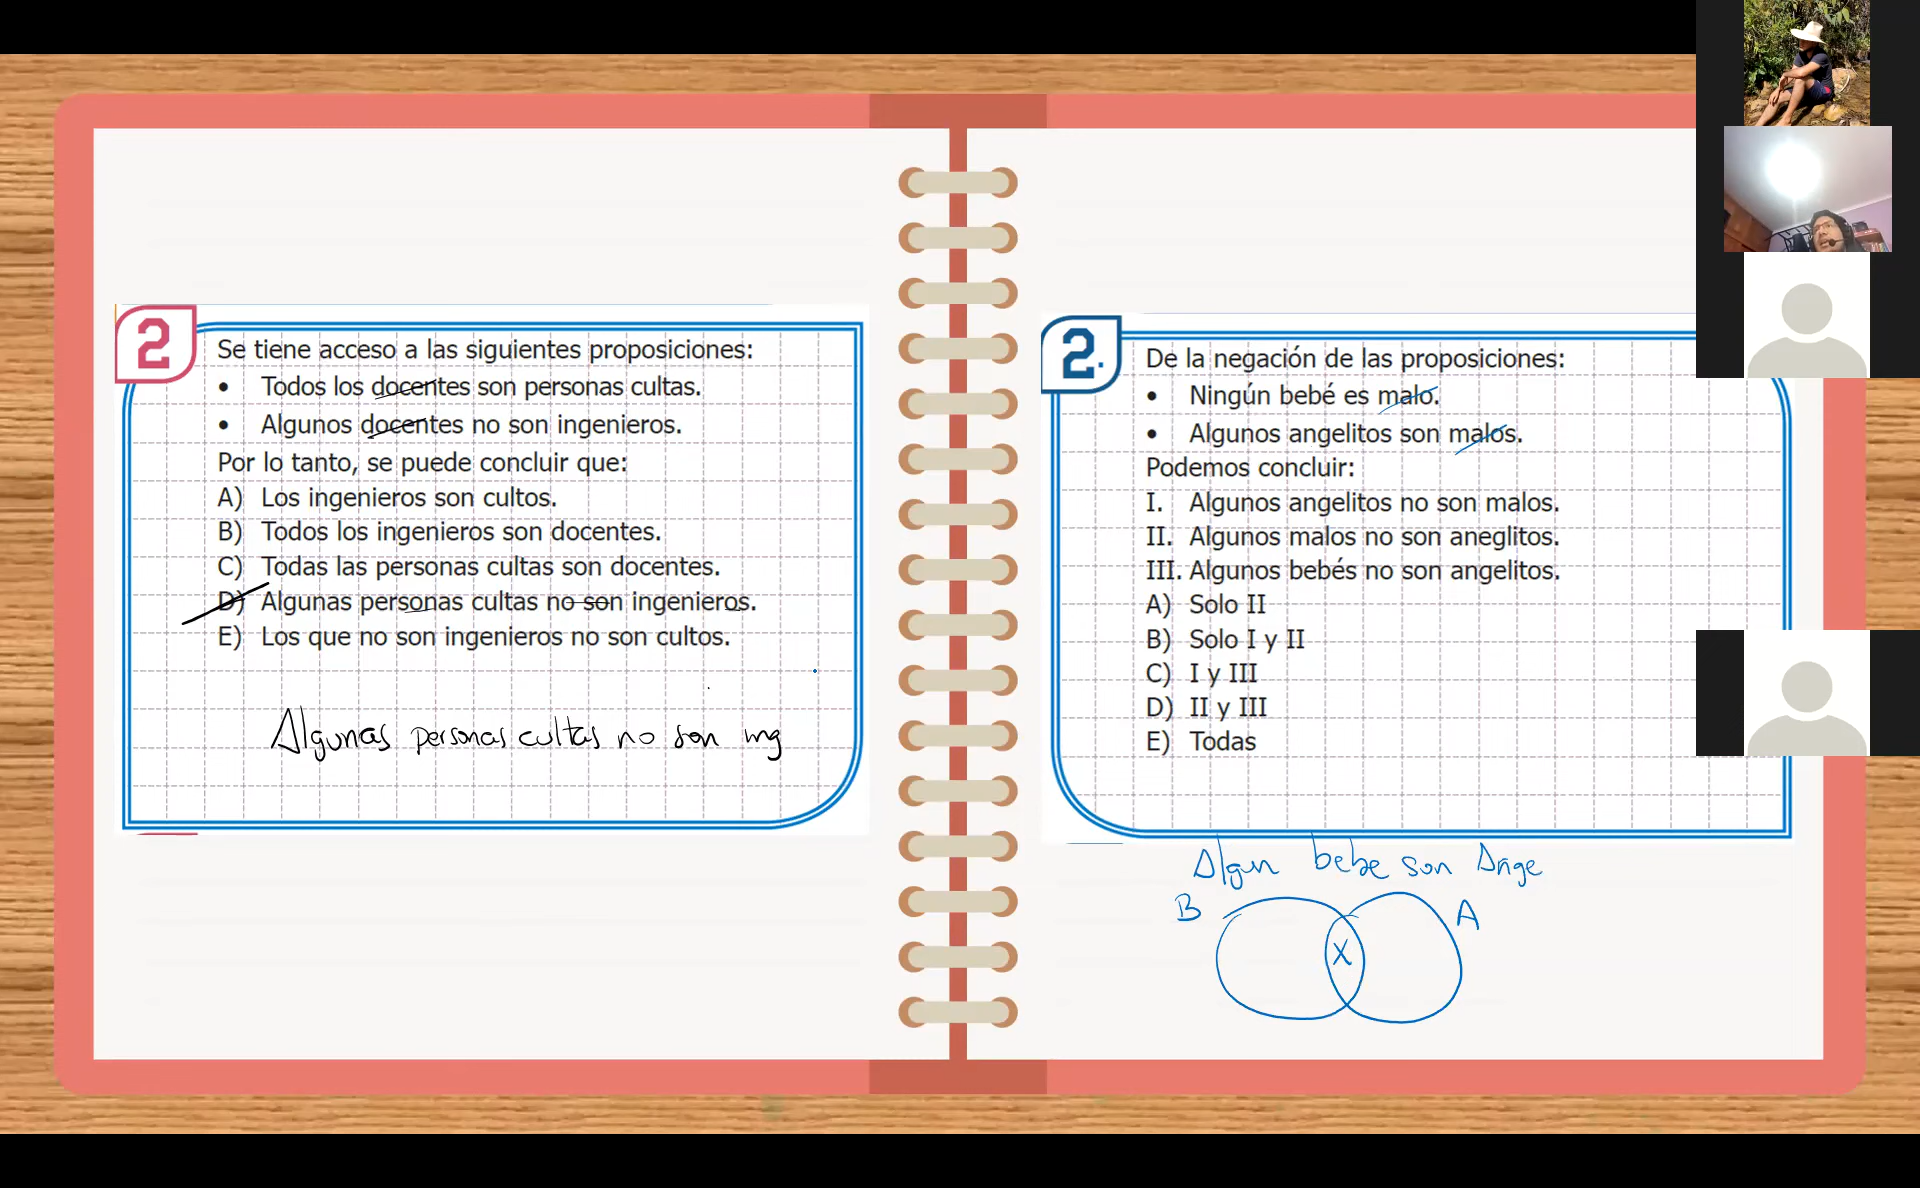 2
Se tiene acceso a las siguientes proposiciones:
• Todos los docentes son personas cultas.
• Algunos docentes no son ingenieros.
Por lo tanto, se puede concluir que:
A) Los ingenieros son cultos.
B) Todos los ingenieros son docentes.
C) Todas las personas cultas son docentes.
D) Algunas personas cultas no son ingenieros.
E) Los que no son ingenieros no son cultos.
Algunas personas cultas no son ing
2.
De la negación de las proposiciones:
• Ningún bebé es malo.
• Algunos angelitos son malos.
Podemos concluir:
I. Algunos angelitos no son malos.
II. Algunos malos no son aneglitos.
III. Algunos bebés no son angelitos.
A) Solo II
B) Solo I y II
C) I y III
D) II y III
E) Todas
Algun bebe son Ange
B A
X